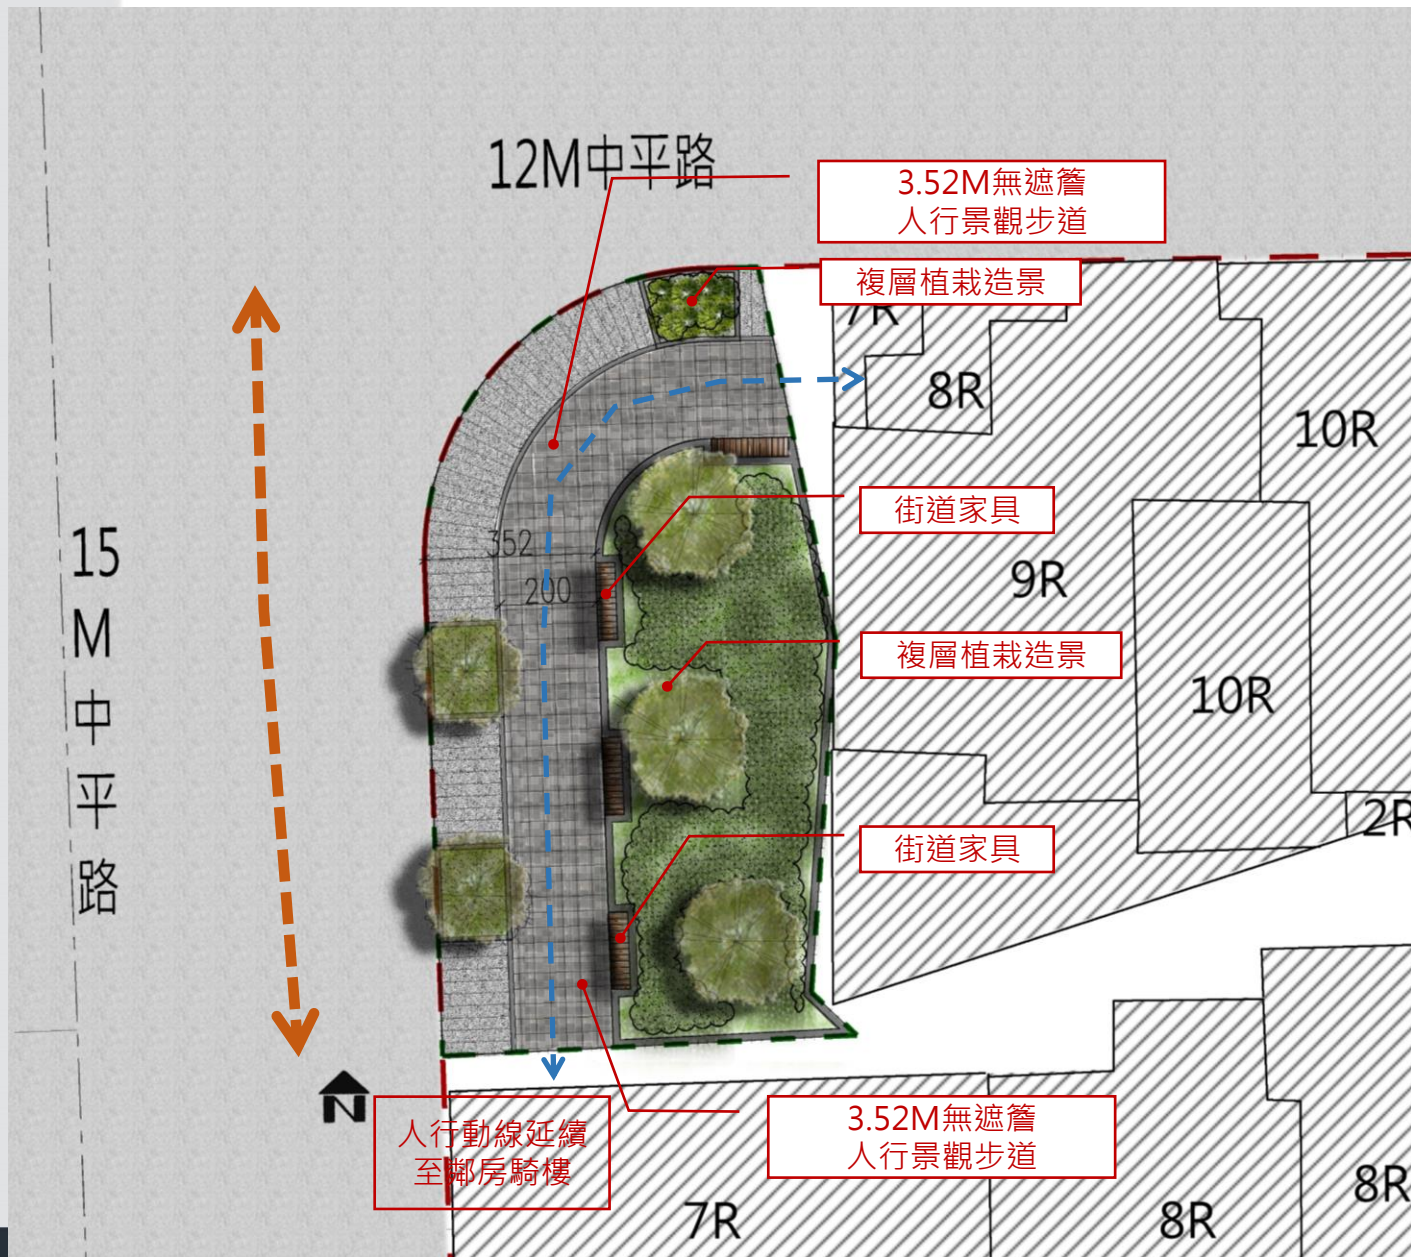 12M中平路
3.52M無遮簷
人行景觀步道
複層植栽造景
7R
8R
10R
街道家具
15
M
中
平
路
352
200
9R
複層植栽造景
10R
街道家具
2R
N
人行動線延續
至鄰房騎樓
3.52M無遮簷
人行景觀步道
7R
8R
8R